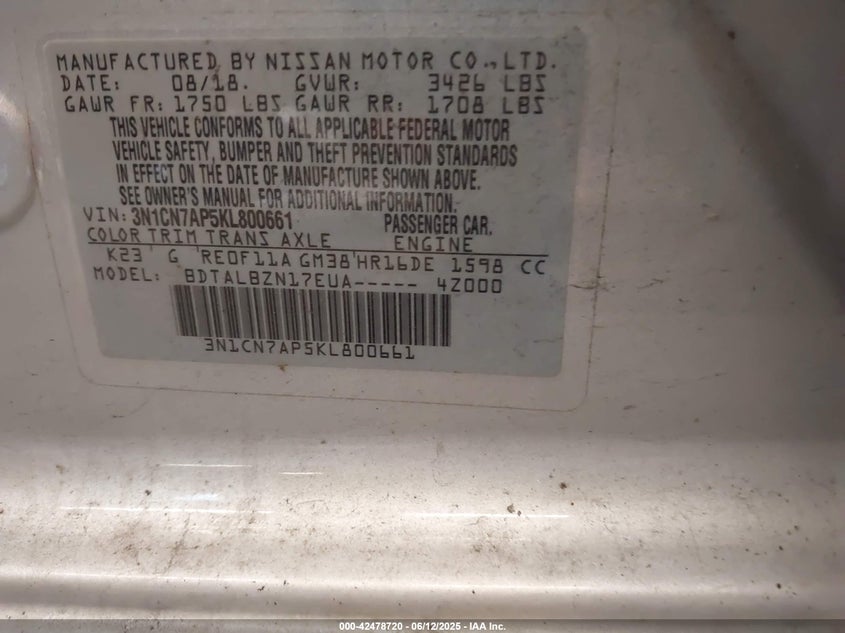 MANUFACTURED BY NISSAN MOTOR CO., LTD.
DATE: 08/18. GVWR: 3426 LBS
GAWR FR: 1750 LBS GAWR RR: 1708 LBS
THIS VEHICLE CONFORMS TO ALL APPLICABLE FEDERAL MOTOR
VEHICLE SAFETY, BUMPER AND THEFT PREVENTION STANDARDS
IN EFFECT ON THE DATE OF MANUFACTURE SHOWN ABOVE.
SEE OWNER'S MANUAL FOR ADDITIONAL INFORMATION.
VIN: 3N1CN7AP5KL800661 PASSENGER CAR.
COLOR TRIM TRANS AXLE ENGINE
K23 G RE0F11A GM38 HR16DE 1598 CC
MODEL: BDTALBZN17EUA----- 4Z000
3N1CN7AP5KL800661
000-42478720 - 06/12/2025 - IAA Inc.